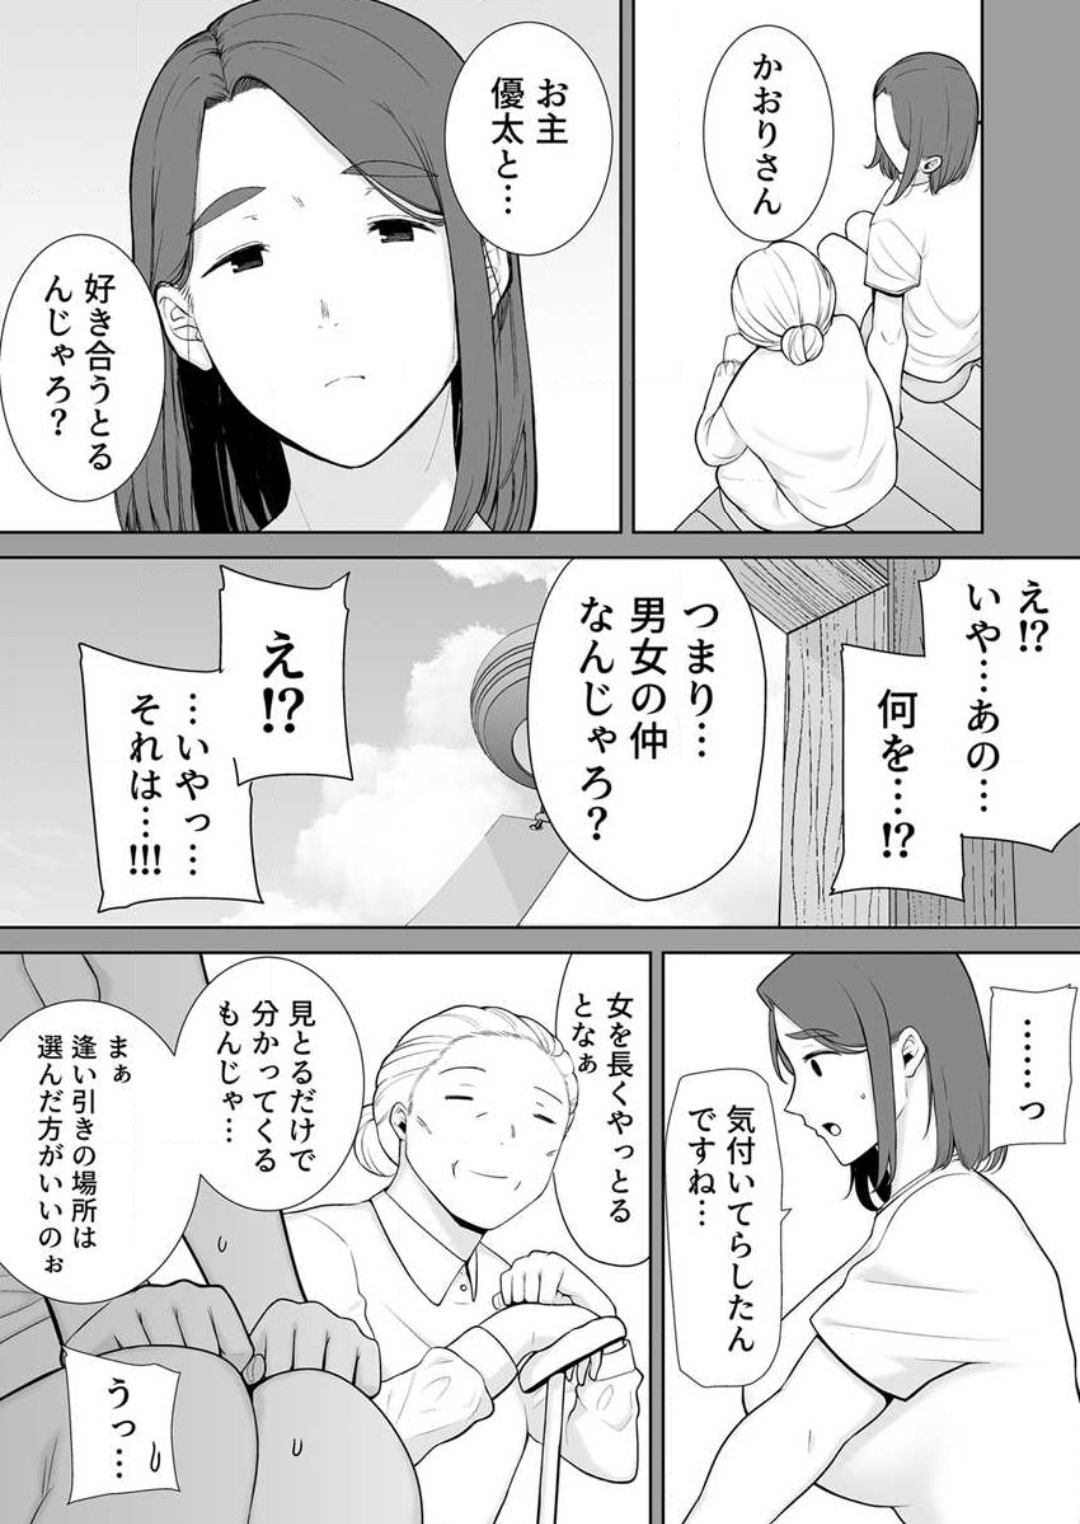 かおりさん
お主
優太と…
好き合うとる
んじゃろ?
え!?
いや…あの…
何を…!?
つまり…
男女の仲
なんじゃろ?
え!?
…いやっ…
それは…!!!
……っ
気付いてらしたん
ですね…
女を長くやっとる
となぁ
見とるだけで
分かってくる
もんじゃ…
まぁ
逢い引きの場所は
選んだ方がいいのぉ
うっ…